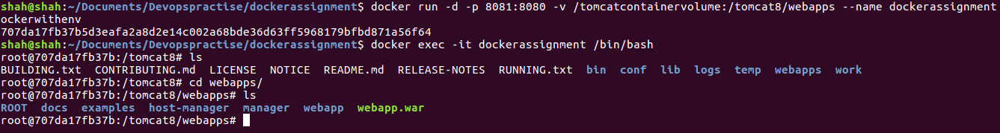 shah@shah:~/Documents/Devopspractise/dockerassignment$ docker run -d -p 8081:8080 -v /tomcatcontainervolume:/tomcat8/webapps --name dockerassignment
ockerwithenv
707da17fb37b5d3eafa2a8d2e14c002a68bde36d63ff5968179bfbd871a56f64
shah@shah:~/Documents/Devopspractise/dockerassignment$ docker exec -it dockerassignment /bin/bash
root@707da17fb37b:/tomcat8# ls
BUILDING.txt CONTRIBUTING.md LICENSE NOTICE README.md RELEASE-NOTES RUNNING.txt bin conf lib logs temp webapps work
root@707da17fb37b:/tomcat8# cd webapps/
root@707da17fb37b:/tomcat8/webapps# ls
ROOT docs examples host-manager manager webapp webapp.war
root@707da17fb37b:/tomcat8/webapps#